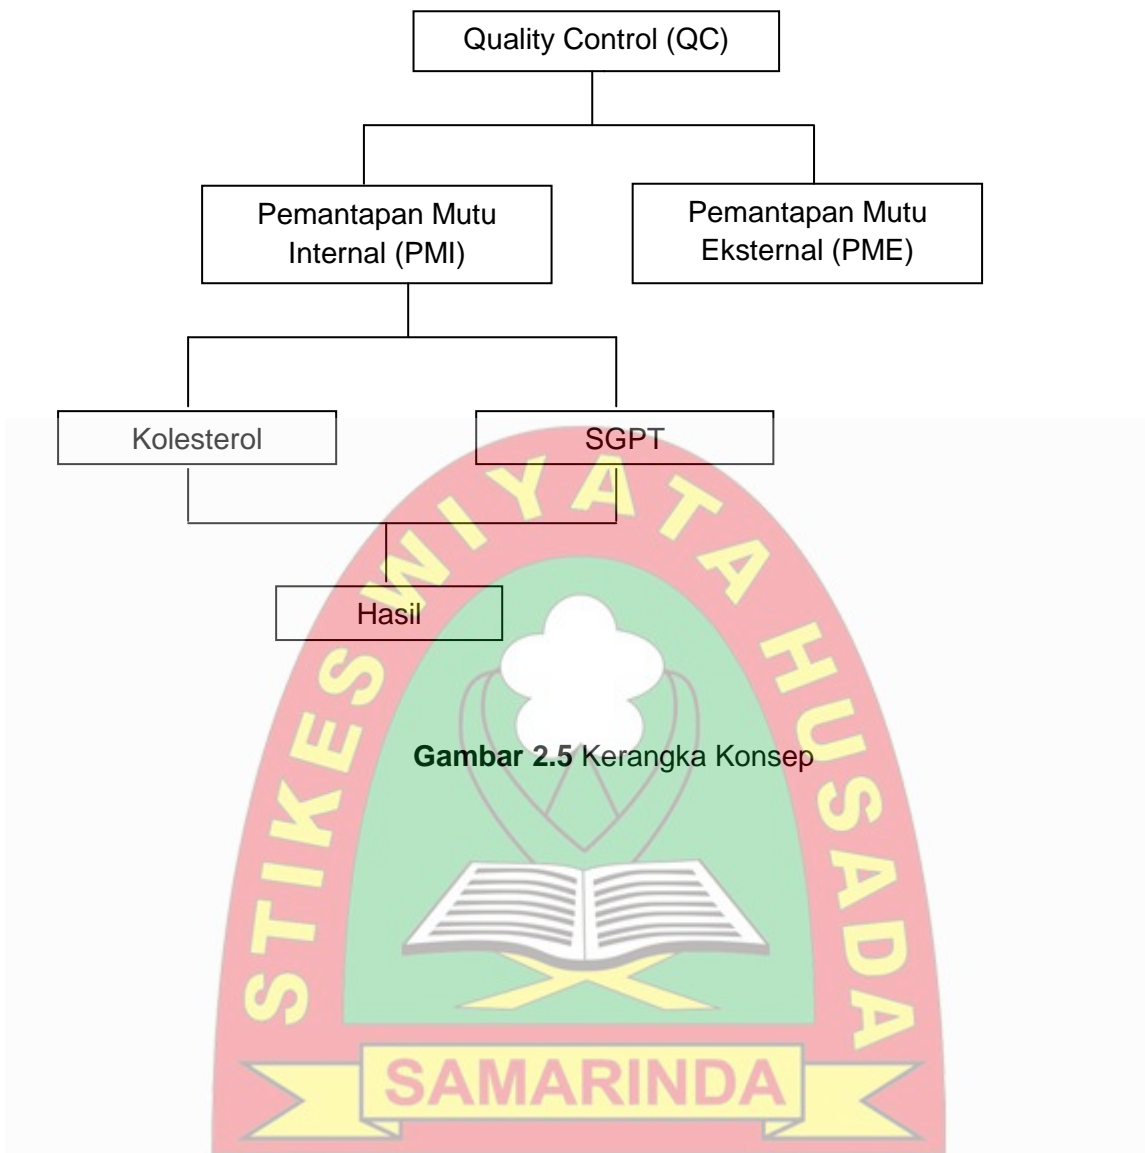 Quality Control (QC)
Pemantapan Mutu
Internal (PMI)
Pemantapan Mutu
Eksternal (PME)
Kolesterol
SGPT
Hasil
Gambar 2.5 Kerangka Konsep
STIKES WIYATA HUSADA
SAMARINDA